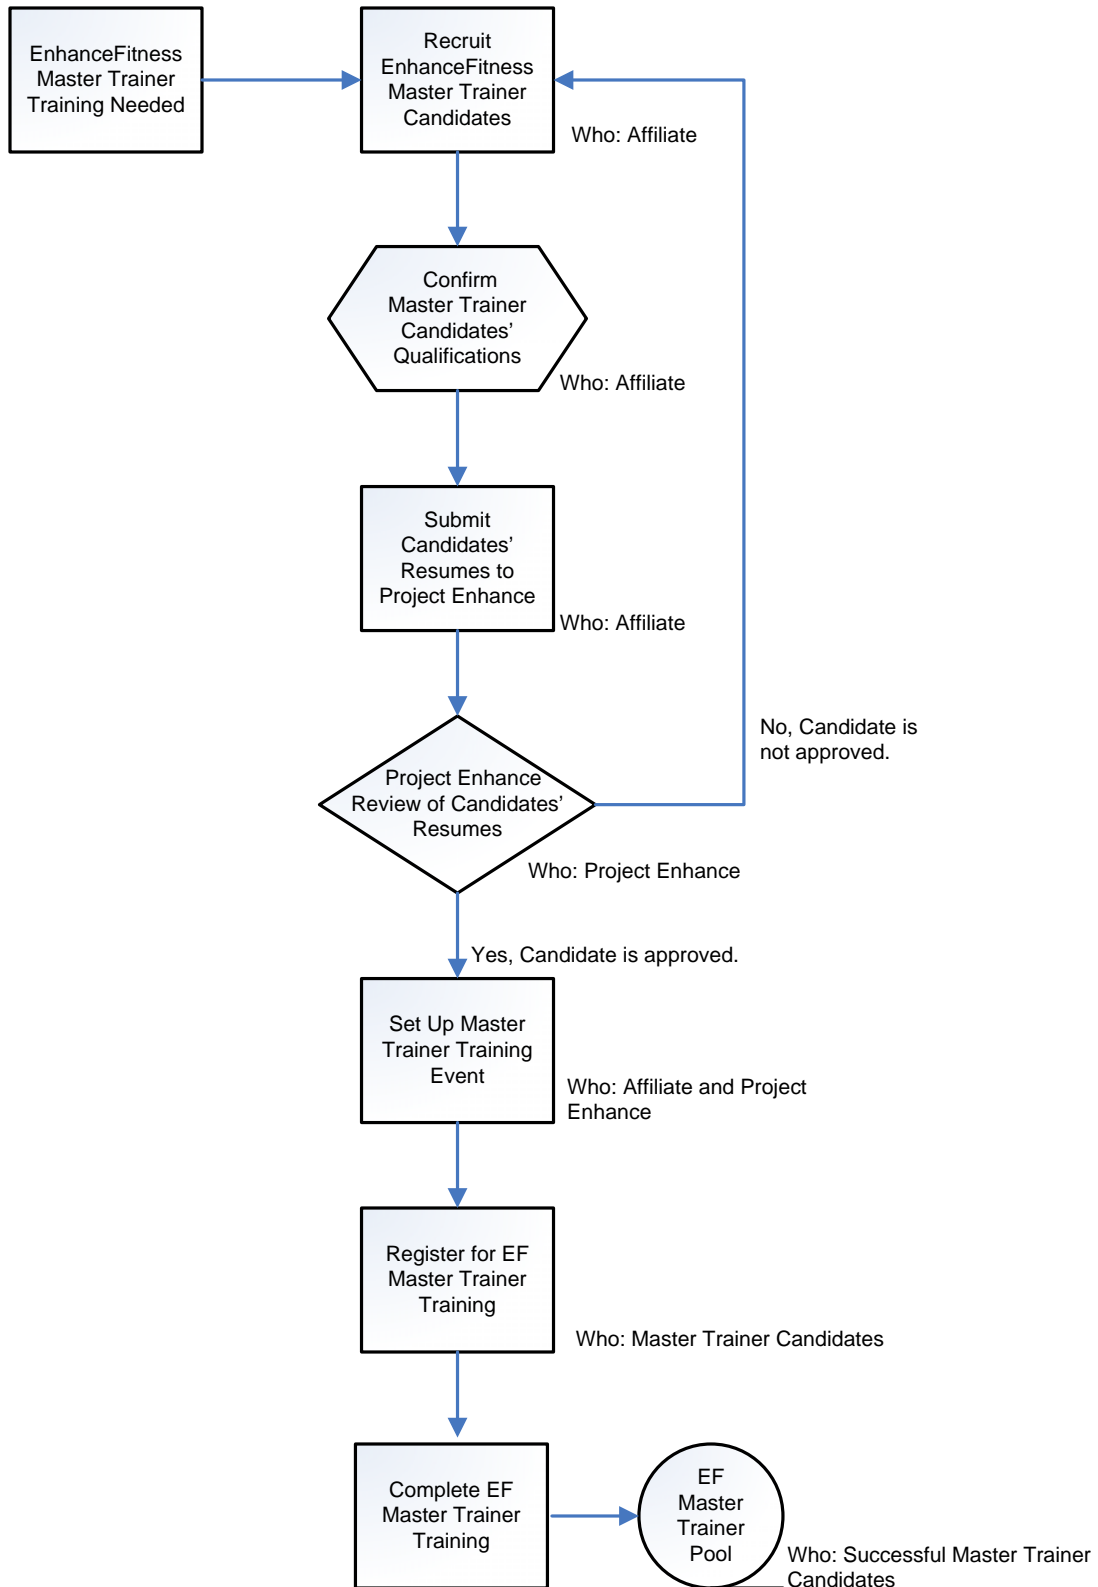 EnhanceFitness
Master Trainer
Training Needed
Recruit
EnhanceFitness
Master Trainer
Candidates
Who: Affiliate
Confirm
Master Trainer
Candidates’
Qualifications
Who: Affiliate
Submit
Candidates’
Resumes to
Project Enhance
Who: Affiliate
Project Enhance
Review of Candidates’
Resumes
No, Candidate is
not approved.
Who: Project Enhance
Yes, Candidate is approved.
Set Up Master
Trainer Training
Event
Who: Affiliate and Project
Enhance
Register for EF
Master Trainer
Training
Who: Master Trainer Candidates
Complete EF
Master Trainer
Training
EF
Master
Trainer
Pool
Who: Successful Master Trainer
Candidates